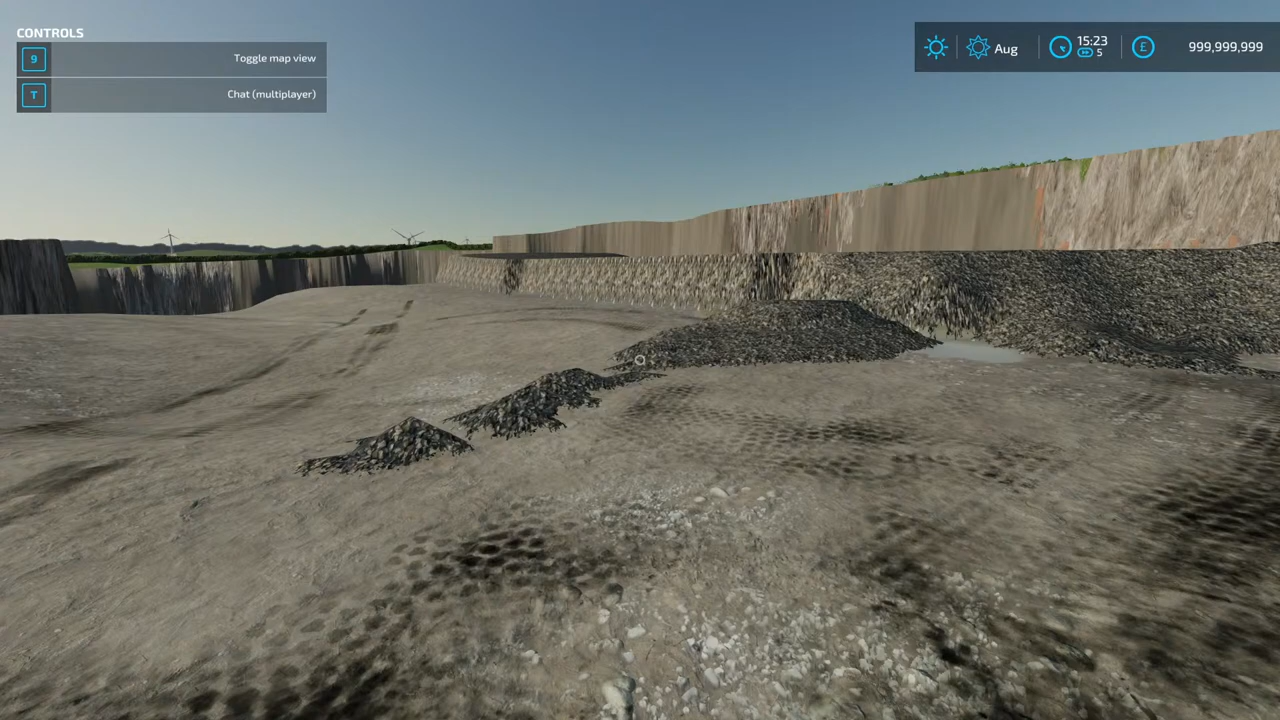 CONTROLS
9 Toggle map view
T Chat (multiplayer)
Aug
15:23
5
£
999,999,999